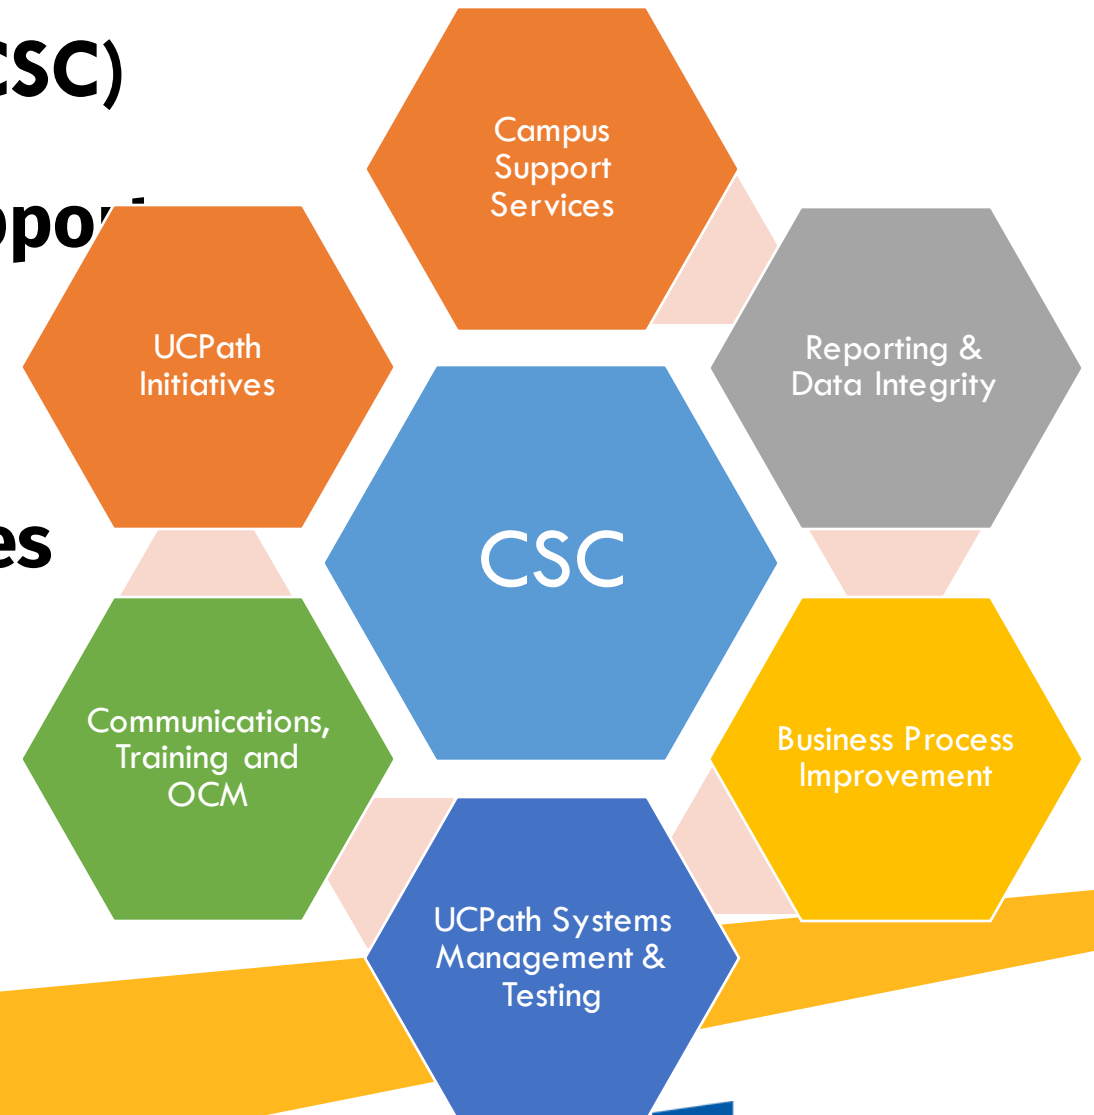 CSC)
Campus
Support
Services
UCPath
Initiatives
Reporting &
Data Integrity
es
CSC
Communications,
Training and
OCM
Business Process
Improvement
UCPath Systems
Management &
Testing